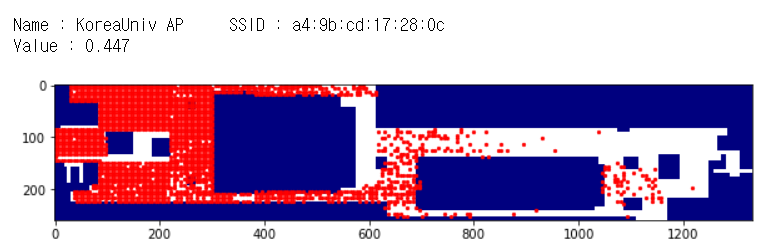 Name : KoreaUniv AP SSID : a4:9b:cd:17:28:0c
Value : 0.447
0
100
200
0 200 400 600 800 1000 1200